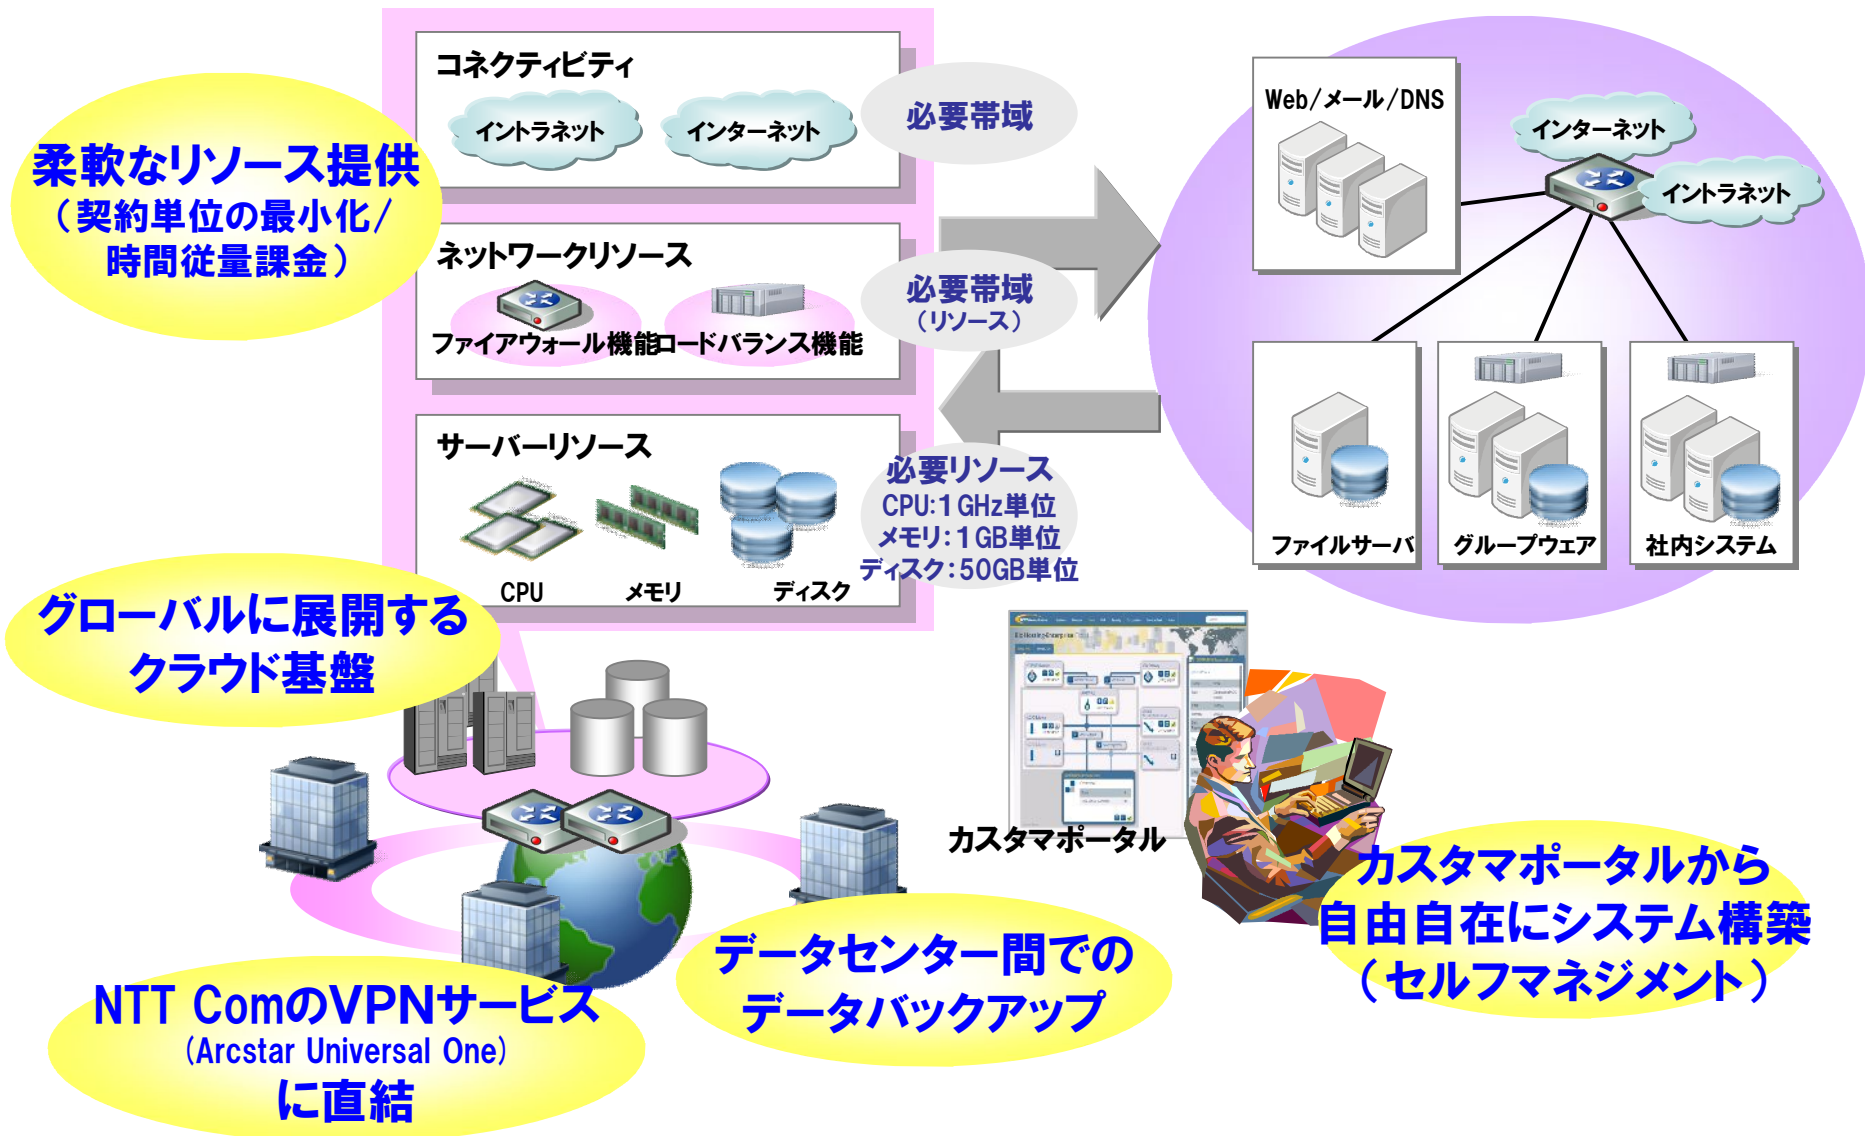 コネクティビティ
イントラネット
インターネット
必要帯域
柔軟なリソース提供
（契約単位の最小化/
時間従量課金）
ネットワークリソース
ファイアウォール機能
ロードバランス機能
必要帯域
（リソース）
サーバーリソース
CPU
メモリ
ディスク
必要リソース
CPU:1GHz単位
メモリ:1GB単位
ディスク:50GB単位
Web/メール/DNS
インターネット
イントラネット
ファイルサーバ
グループウェア
社内システム
グローバルに展開する
クラウド基盤
カスタマポータル
カスタマポータルから
自由自在にシステム構築
（セルフマネジメント）
データセンター間での
データバックアップ
NTT ComのVPNサービス
(Arcstar Universal One)
に直結